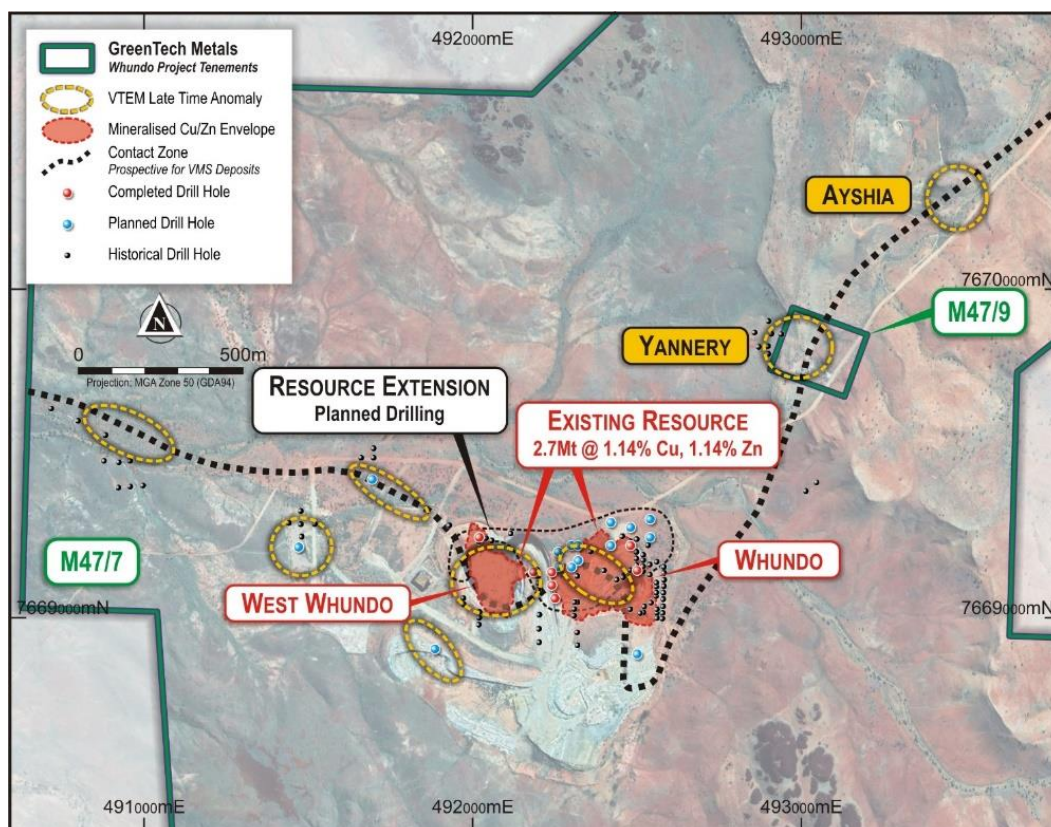 492000mE
493000mE
GreenTech Metals
Whundo Project Tenements
VTEM Late Time Anomaly
Mineralised Cu/Zn Envelope
Contact Zone
Prospective for VMS Deposits
Completed Drill Hole
Planned Drill Hole
Historical Drill Hole
AYSHIA
7670000mN
M47/9
YANNERY
N
0
500m
Projection: MGA Zone 50 (GDA94)
RESOURCE EXTENSION
Planned Drilling
EXISTING RESOURCE
2.7Mt @ 1.14% Cu, 1.14% Zn
M47/7
WHUNDO
WEST WHUNDO
7669000mN
7669000mN
491000mE
492000mE
493000mE